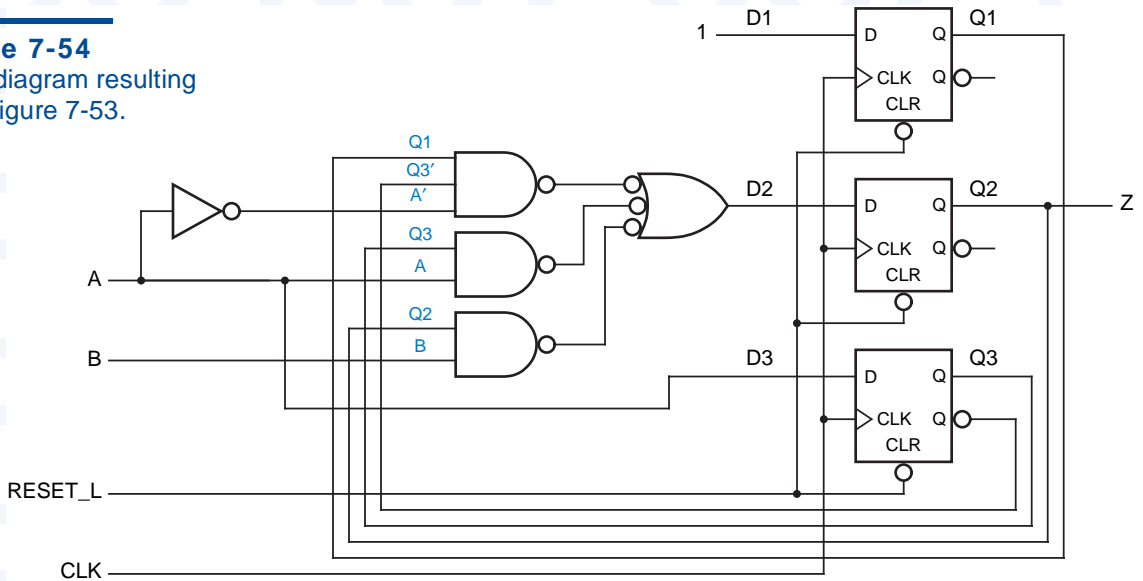 e 7-54
diagram resulting
igure 7-53.
1
D1
Q1
D
Q
CLK
Q
CLR
Q1
Q3′
A′
D2
Q2
Z
D
Q
CLK
Q
CLR
Q3
A
A
Q2
B
B
D3
Q3
D
Q
CLK
Q
CLR
RESET_L
CLK